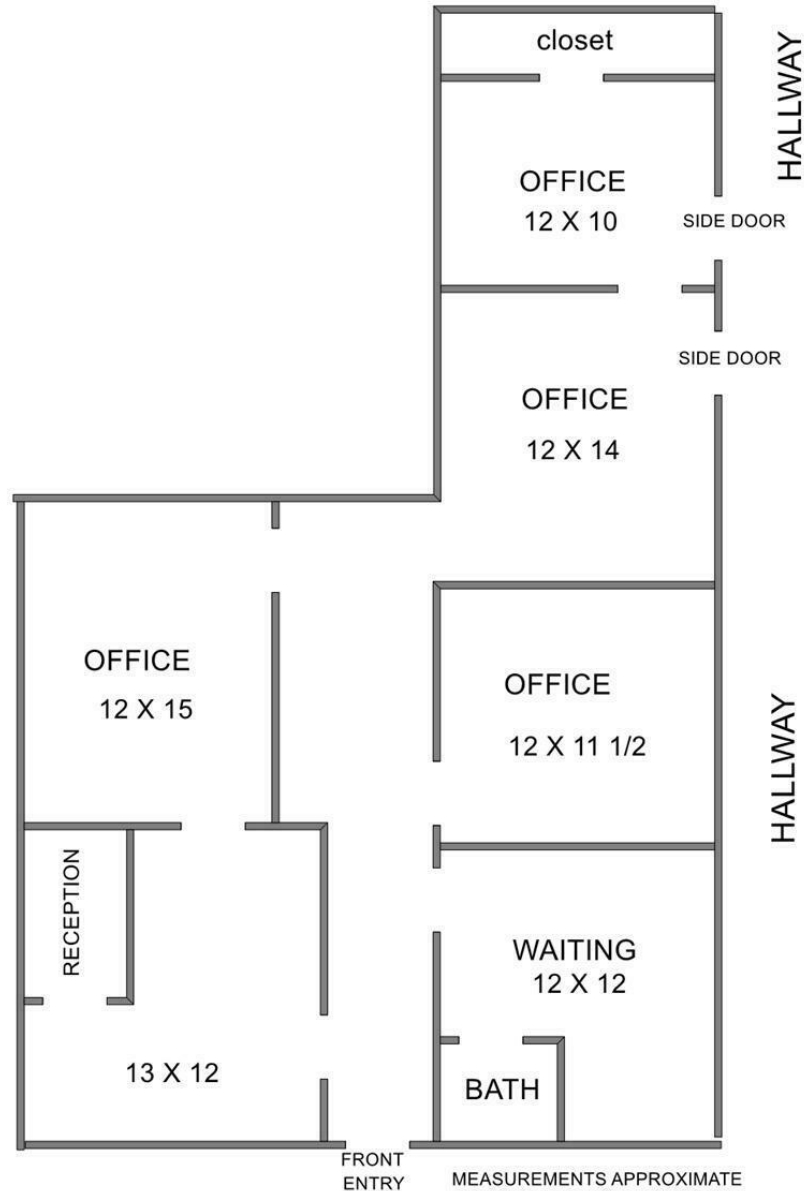 closet
HALLWAY
OFFICE
12 X 10
SIDE DOOR
SIDE DOOR
OFFICE
12 X 14
OFFICE
12 X 15
OFFICE
12 X 11 1/2
HALLWAY
RECEPTION
WAITING
12 X 12
13 X 12
BATH
FRONT
ENTRY
MEASUREMENTS APPROXIMATE